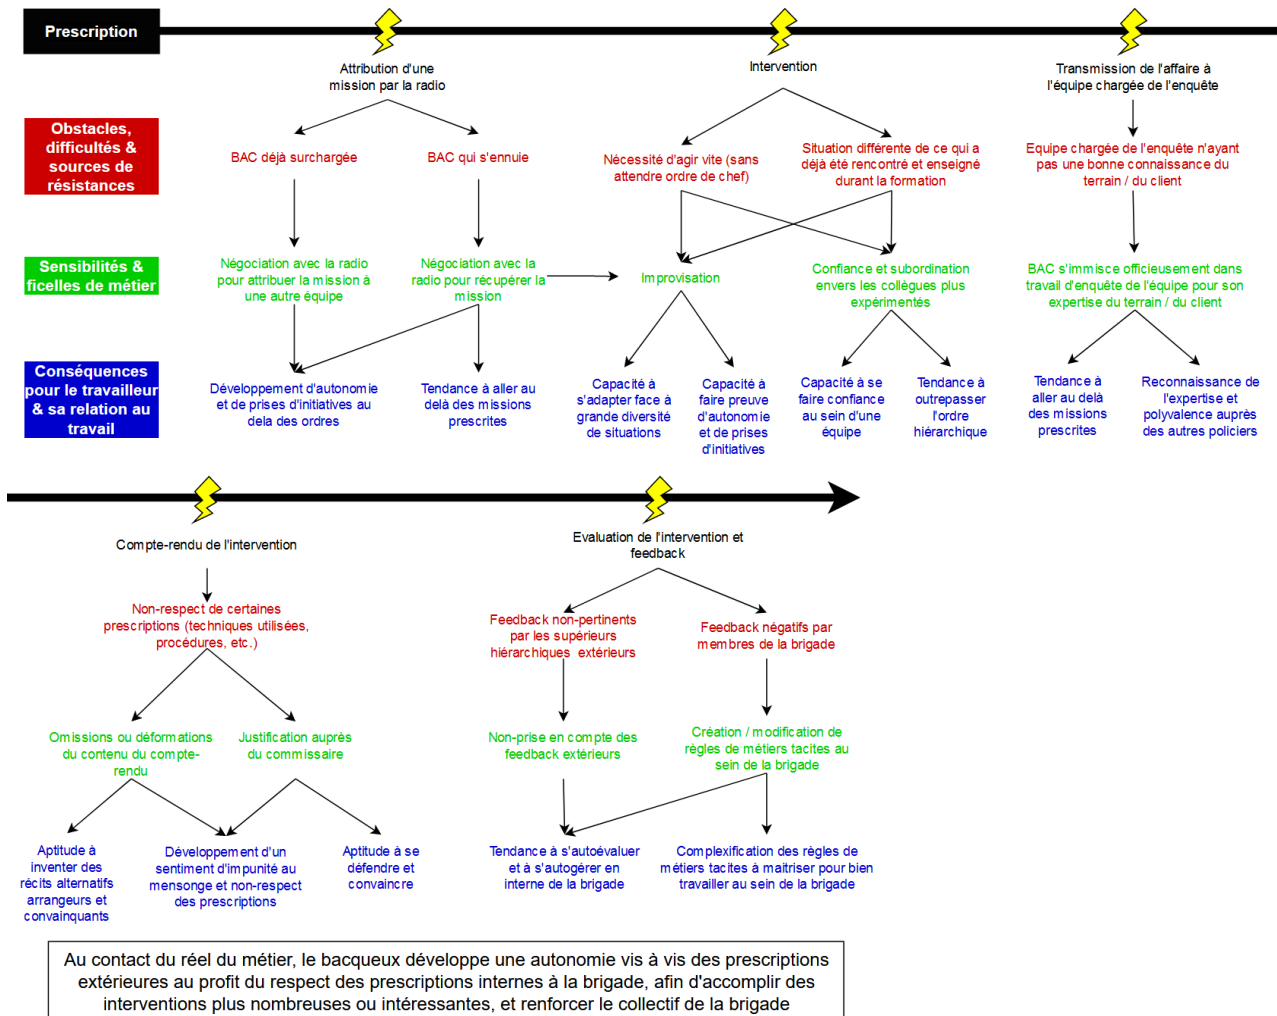 Prescription
Attribution d'une
mission par la radio
Intervention
Transmission de l'affaire à
l'équipe chargée de l'enquête
Obstacles,
difficultés &
sources de
résistances
BAC déjà surchargée
BAC qui s'ennuie
Nécessité d'agir vite (sans
attendre ordre de chef)
Situation différente de ce qui a
déjà été rencontré et enseigné
durant la formation
Equipe chargée de l'enquête n'ayant
pas une bonne connaissance du
terrain / du client
Sensibilités &
ficelles de métier
Négociation avec la radio
pour attribuer la mission à
une autre équipe
Négociation avec la
radio pour récupérer la
mission
Improvisation
Confiance et subordination
envers les collègues plus
expérimentés
BAC s'immisce officieusement dans
travail d'enquête de l'équipe pour son
expertise du terrain / du client
Conséquences
pour le travailleur
& sa relation au
travail
Développement d'autonomie
et de prises d'initiatives au
dela des ordres
Tendance à aller au
delà des missions
prescrites
Capacité à
s'adapter face à
grande diversité
de situations
Capacité à
faire preuve
d'autonomie
et de prises
d'initiatives
Capacité à se
faire confiance
au sein d'une
équipe
Tendance à
outrepasser
l'ordre
hiérarchique
Tendance à
aller au delà
des missions
prescrites
Reconnaissance de
l'expertise et
polyvalence auprès
des autres policiers
Compte-rendu de l'intervention
Evaluation de l'intervention et
feedback
Non-respect de certaines
prescriptions (techniques utilisées,
procédures, etc.)
Feedback non-pertinents
par les supérieurs
hiérarchiques extérieurs
Feedback négatifs par
membres de la brigade
Omissions ou déformations
du contenu du compte-
rendu
Justification auprès
du commissaire
Non-prise en compte des
feedback extérieurs
Création / modification de
règles de métiers tacites au
sein de la brigade
Aptitude à
inventer des
récits alternatifs
arrangeurs et
convainquants
Développement d'un
sentiment d'impunité au
mensonge et non-respect
des prescriptions
Aptitude à se
défendre et
convaincre
Tendance à s'autoévaluer
et à s'autogérer en
interne de la brigade
Complexification des règles de
métiers tacites à maitriser pour bien
travailler au sein de la brigade
Au contact du réel du métier, le bacqueux développe une autonomie vis à vis des prescriptions
extérieures au profit du respect des prescriptions internes à la brigade, afin d'accomplir des
interventions plus nombreuses ou intéressantes, et renforcer le collectif de la brigade